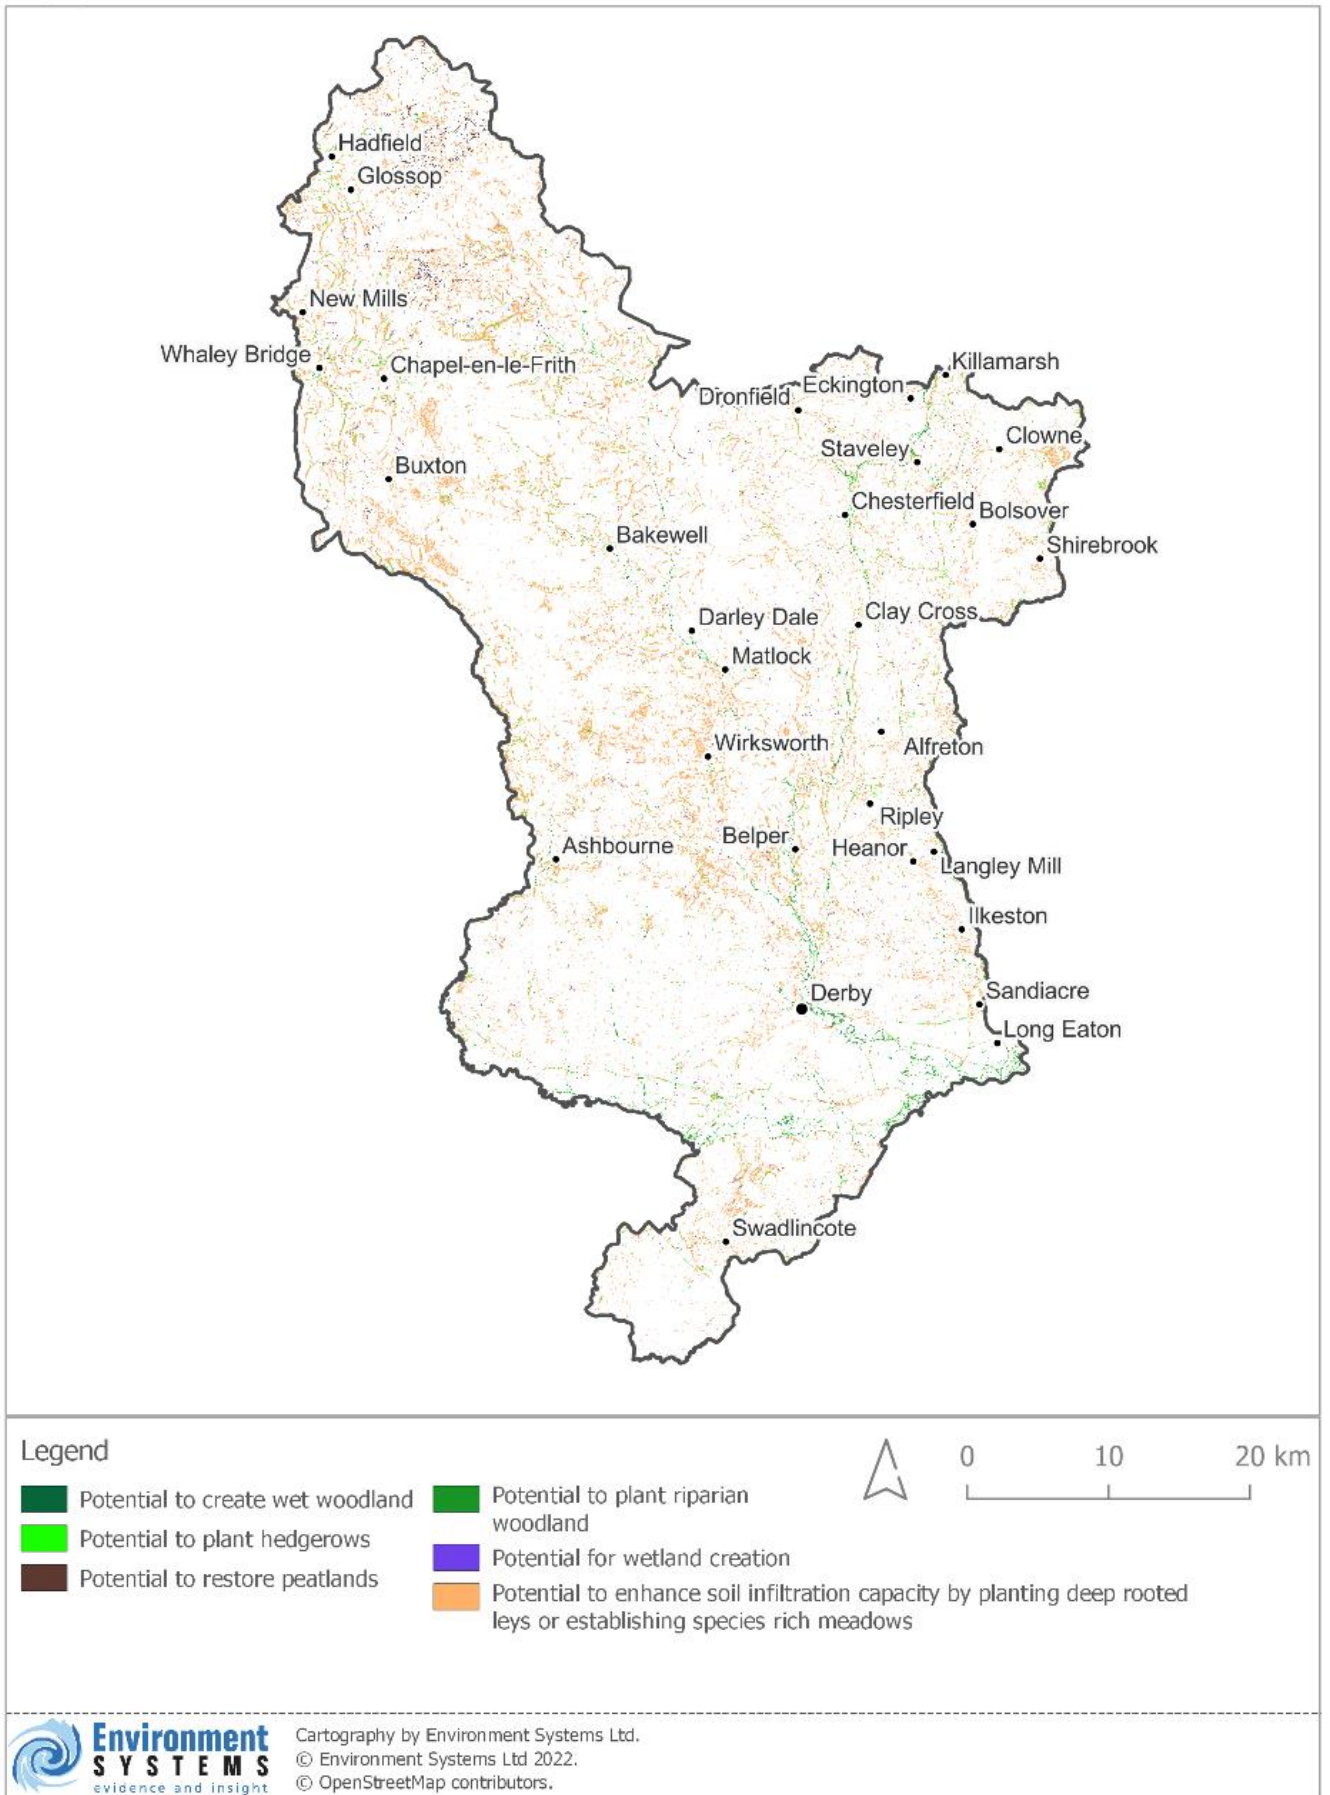 Hadfield
Glossop
New Mills
Whaley Bridge
Chapel-en-le-Frith
Killamarsh
Eckington
Dronfield
Clowne
Staveley
Buxton
Chesterfield
Bolsover
Bakewell
Shirebrook
Darley Dale
Clay Cross
Matlock
Wirksworth
Alfreton
Ripley
Belper
Heanor
Ashbourne
Langley Mill
Ilkeston
Derby
Sandiacre
Long Eaton
Swadlincote
Legend
Potential to create wet woodland
Potential to plant hedgerows
Potential to restore peatlands
Potential to plant riparian
woodland
Potential for wetland creation
Potential to enhance soil infiltration capacity by planting deep rooted
leys or establishing species rich meadows
0 10 20 km
Environment
SYSTEMS
evidence and insight
Cartography by Environment Systems Ltd.
© Environment Systems Ltd 2022.
© OpenStreetMap contributors.